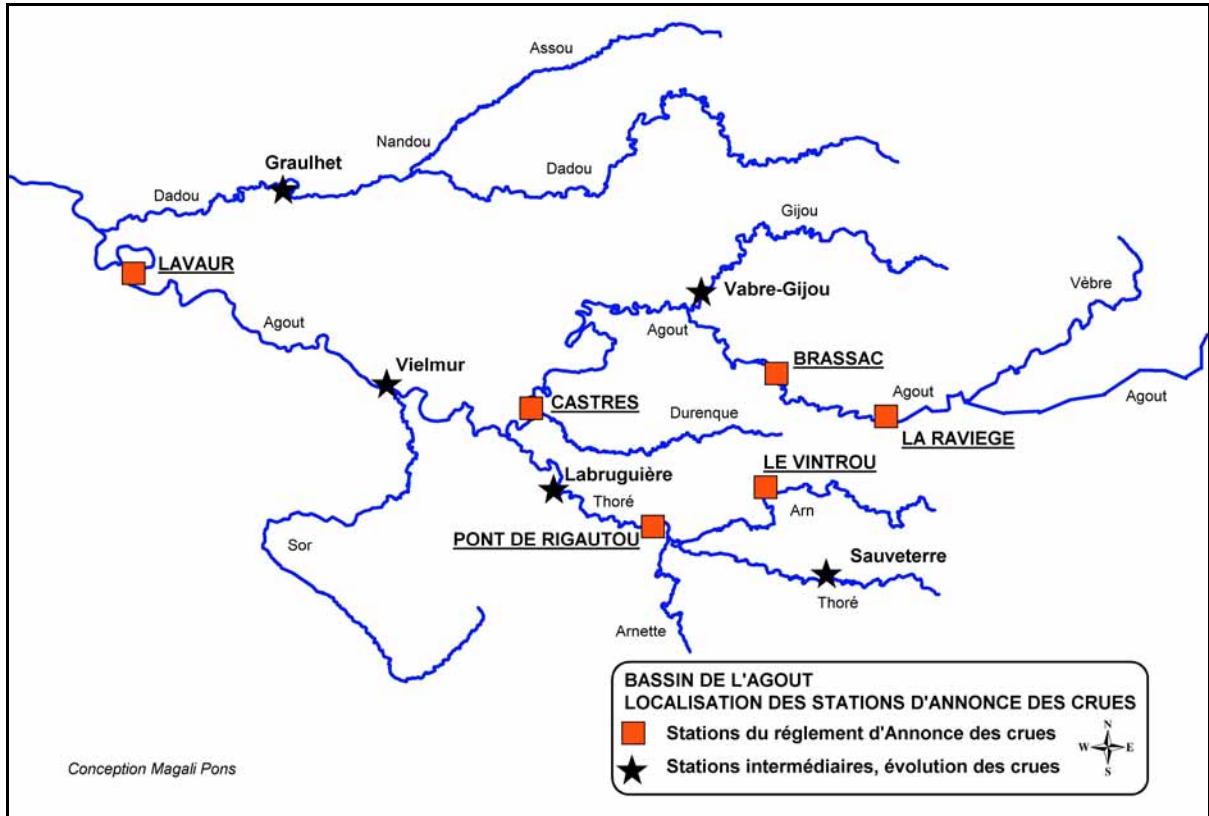 Assou
Nandou
Graulhet
Dadou
Dadou
Gijou
LAVAUR
Vabre-Gijou
Vèbre
Agout
Agout
Vielmur
BRASSAC
CASTRES
Agout
Agout
Durenque
LA RAVIEGE
LE VINTROU
Labruguière
Thoré
Arn
PONT DE RIGAUTOU
Sauveterre
Sor
Thoré
Arnette
BASSIN DE L'AGOUT
LOCALISATION DES STATIONS D'ANNONCE DES CRUES
Stations du réglement d'Annonce des crues
Stations intermédiaires, évolution des crues
N
W E
S
Conception Magali Pons